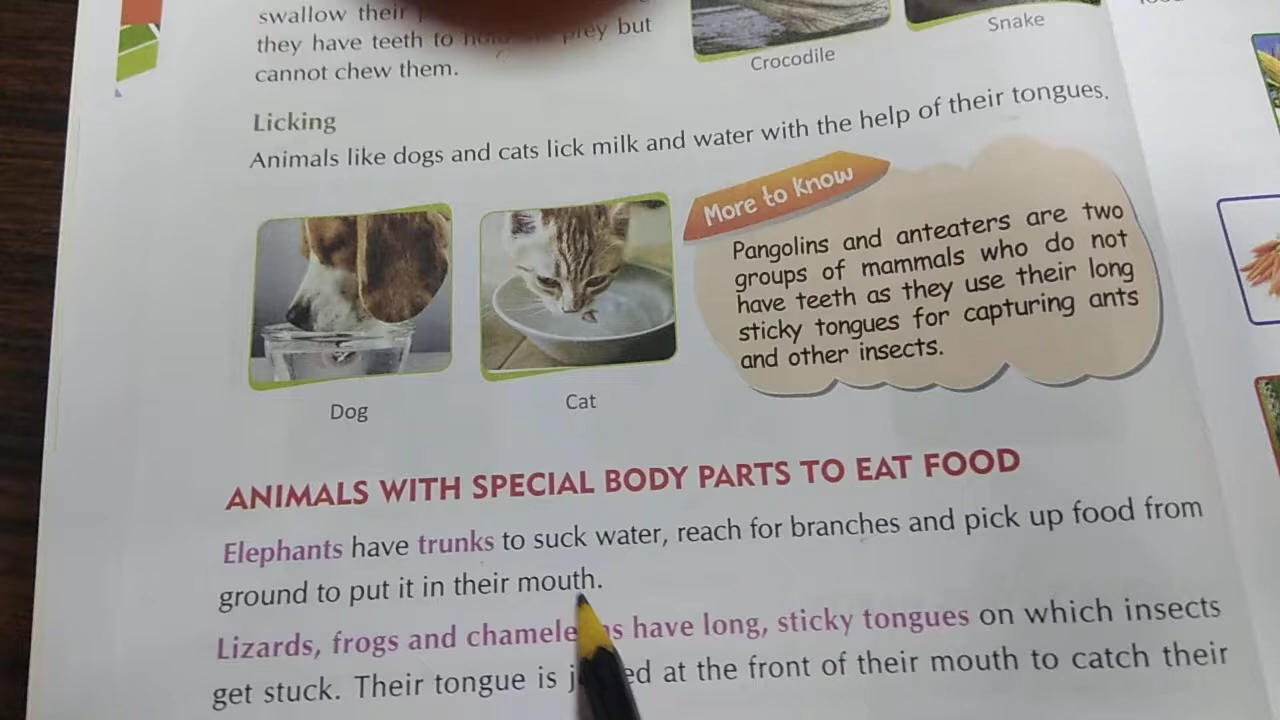 swallow their
they have teeth to prey but
cannot chew them.
Crocodile
Snake
Licking
Animals like dogs and cats lick milk and water with the help of their tongues.
More to know
Pangolins and anteaters are two
groups of mammals who do not
have teeth as they use their long
sticky tongues for capturing ants
and other insects.
Dog
Cat
ANIMALS WITH SPECIAL BODY PARTS TO EAT FOOD
Elephants have trunks to suck water, reach for branches and pick up food from
ground to put it in their mouth.
Lizards, frogs and have long, sticky tongues on which insects
get stuck. Their tongue is at the front of their mouth to catch their